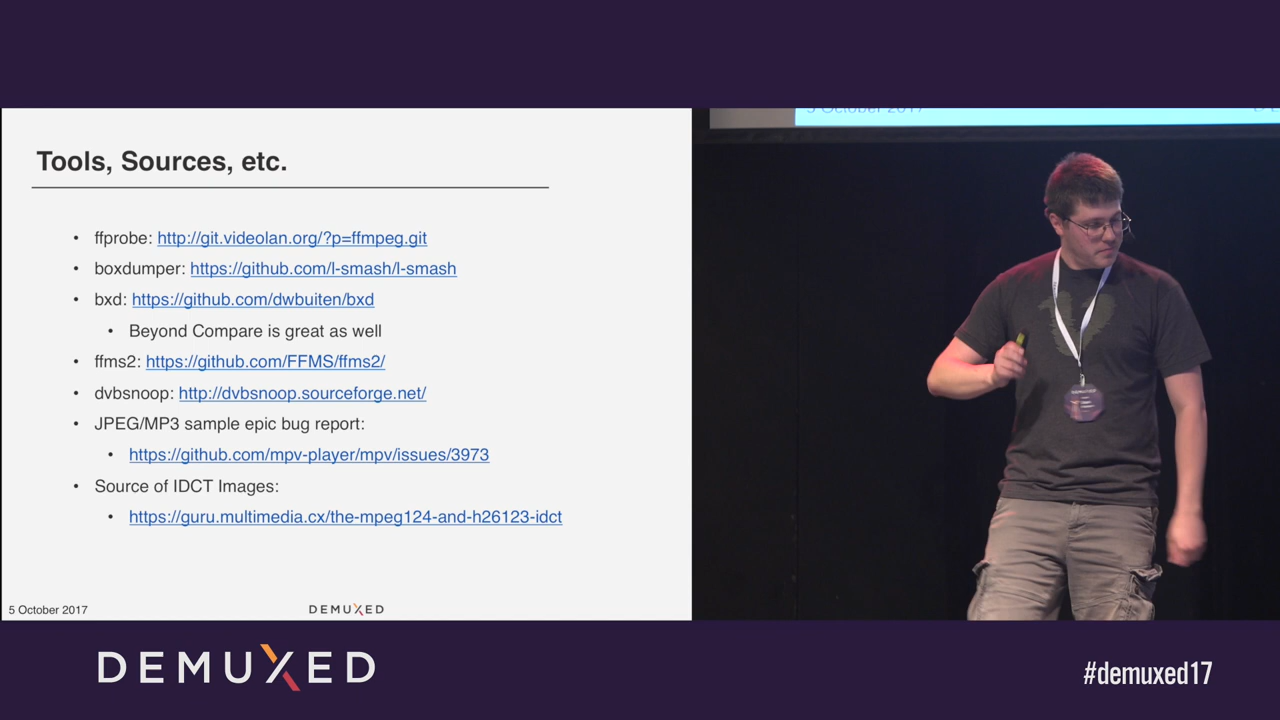 5 October 2017
Tools, Sources, etc.
• ffprobe: http://git.videolan.org/?p=ffmpeg.git
• boxdumper: https://github.com/l-smash/l-smash
• bxd: https://github.com/dwbuiten/bxd
• Beyond Compare is great as well
• ffms2: https://github.com/FFMS/ffms2/
• dvbsnoop: http://dvbsnoop.sourceforge.net/
• JPEG/MP3 sample epic bug report:
• https://github.com/mpv-player/mpv/issues/3973
• Source of IDCT Images:
• https://guru.multimedia.cx/the-mpeg124-and-h26123-idct
5 October 2017
DEMUXED
DEMUXED
#demuxed17